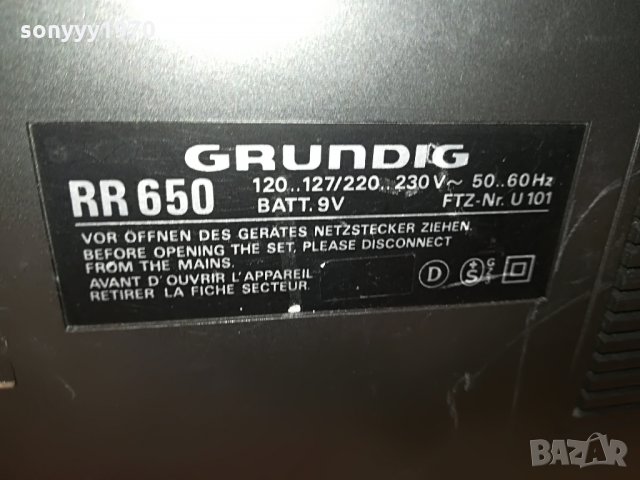 sonyyy1970
GRUNDIG
RR 650
120..127/220..230 V~ 50..60 Hz
BATT. 9V FTZ-Nr. U 101
VOR ÖFFNEN DES GERÄTES NETZSTECKER ZIEHEN.
BEFORE OPENING THE SET, PLEASE DISCONNECT
FROM THE MAINS.
AVANT D'OUVRIR L'APPAREIL
RETIRER LA FICHE SECTEUR.
D
+S
BAZAR